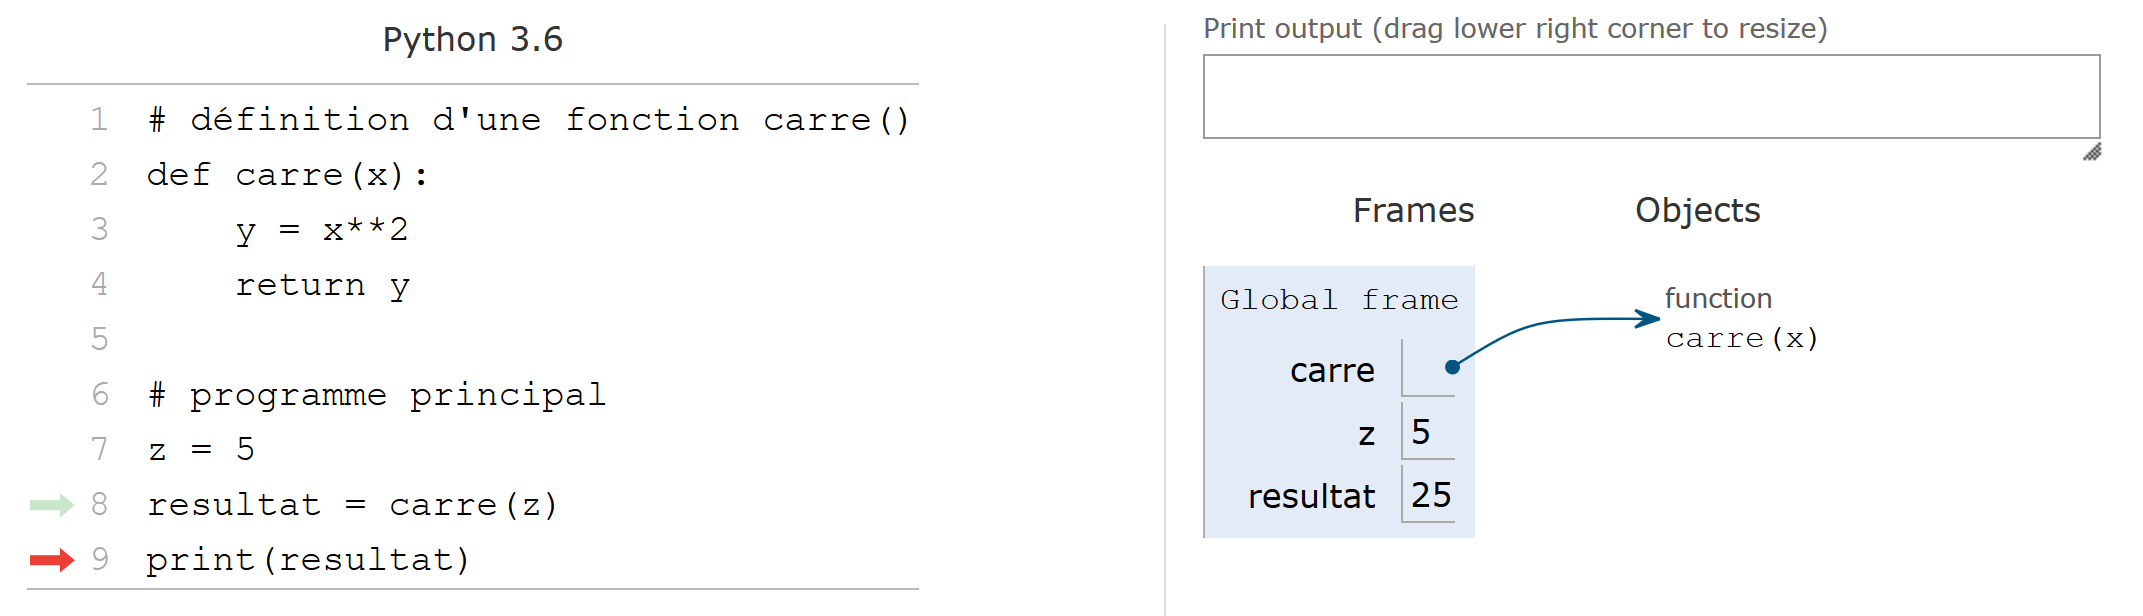 Python 3.6
1 # définition d'une fonction carre()
2 def carre(x):
3     y = x**2
4     return y
5
6 # programme principal
7 z = 5
8 resultat = carre(z)
9 print(resultat)
Print output (drag lower right corner to resize)
Frames Objects
Global frame
carre
z 5
resultat 25
function
carre(x)